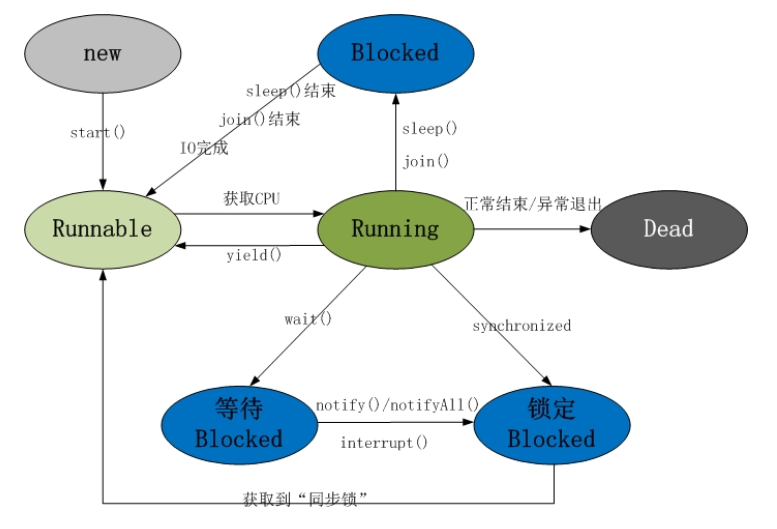 new
Blocked
sleep()结束
join()结束
IO完成
start()
sleep()
join()
Runnable
获取CPU
yield()
Running
正常结束/异常退出
Dead
wait()
synchronized
等待
Blocked
notify()/notifyAll()
interrupt()
锁定
Blocked
获取到“同步锁”